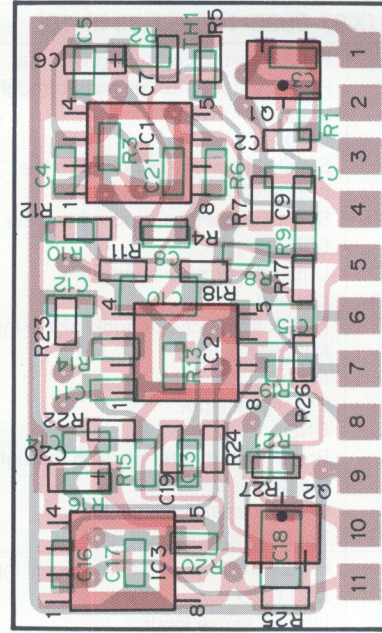 C5
R2
TH1
R5
C6
C7
1
C3
Q1
2
R1
4
5
IC1
C2
3
R3
C21
C4
R6
C1
1
8
R7
C9
4
R12
R10
R4
R9
R11
C8
R8
R17
5
C12
C10
R18
4
5
C15
6
R23
R14
R13
IC2
7
C11
R19
R26
1
8
8
R22
C14
R15
C19
C13
R24
R21
C20
R16
R27
9
Q2
4
5
10
C16
C17
IC3
R20
C18
1
8
R25
11